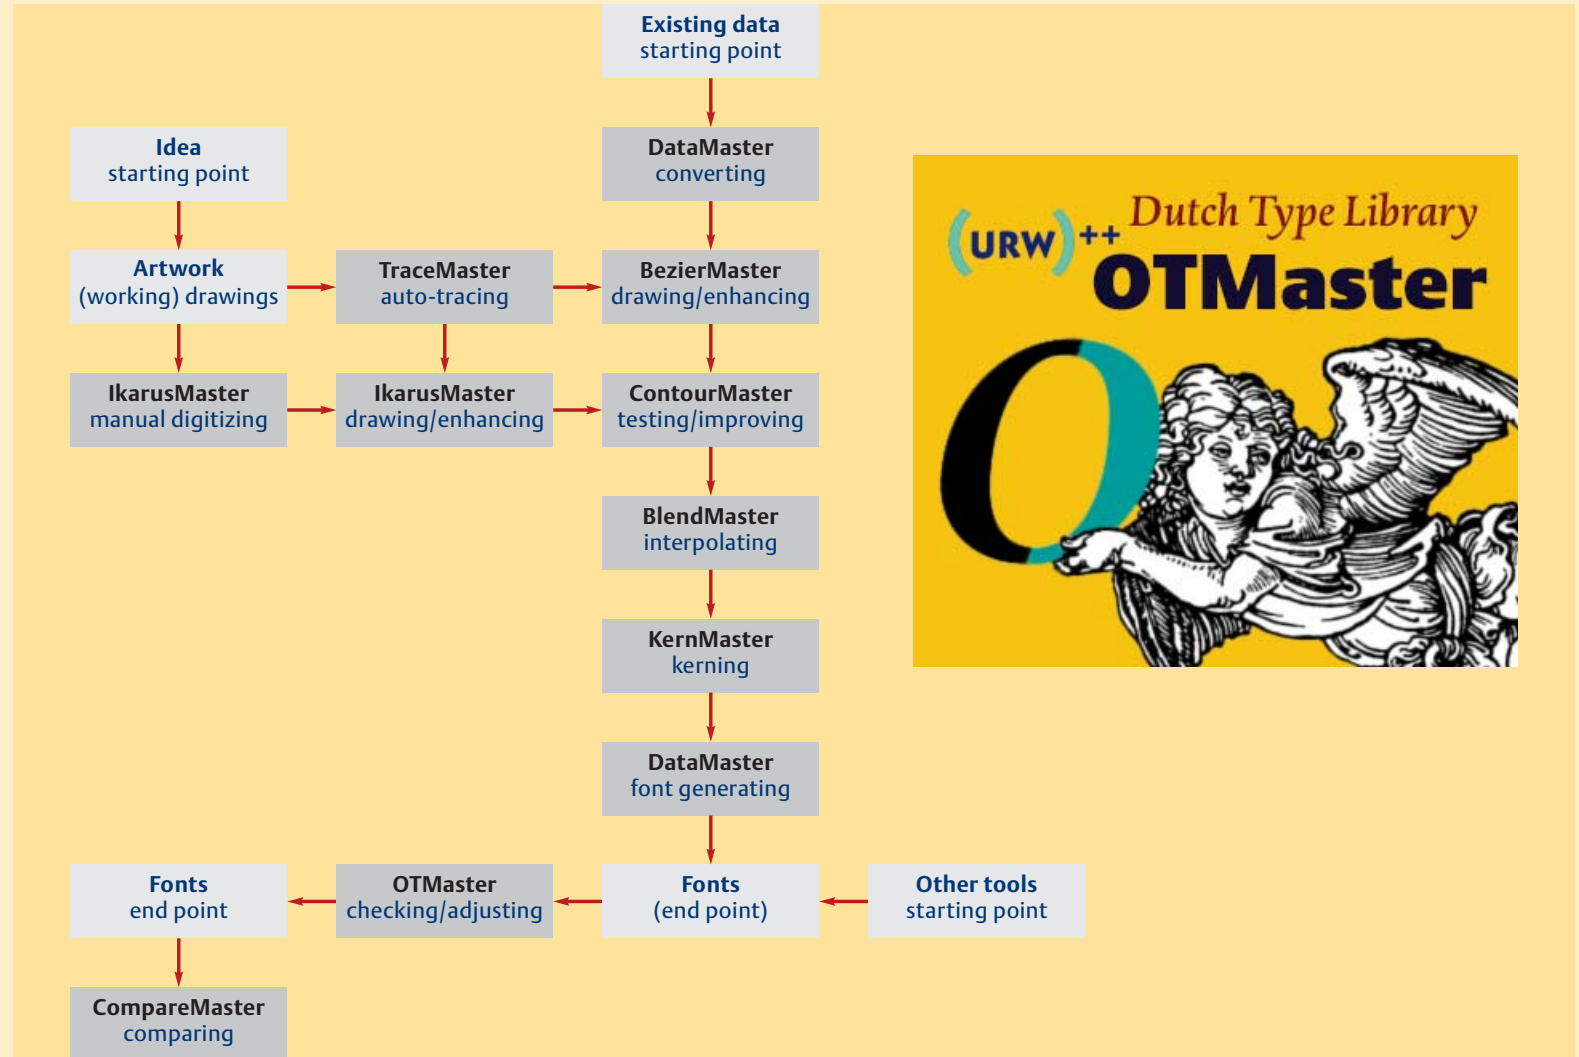 Existing data
starting point
Idea
starting point
DataMaster
converting
Artwork
(working) drawings
TraceMaster
auto-tracing
BezierMaster
drawing/enhancing
IkarusMaster
manual digitizing
IkarusMaster
drawing/enhancing
ContourMaster
testing/improving
BlendMaster
interpolating
KernMaster
kerning
DataMaster
font generating
Fonts
end point
OTMaster
checking/adjusting
Fonts
(end point)
Other tools
starting point
CompareMaster
comparing
(URW)++ Dutch Type Library
OTMaster
O